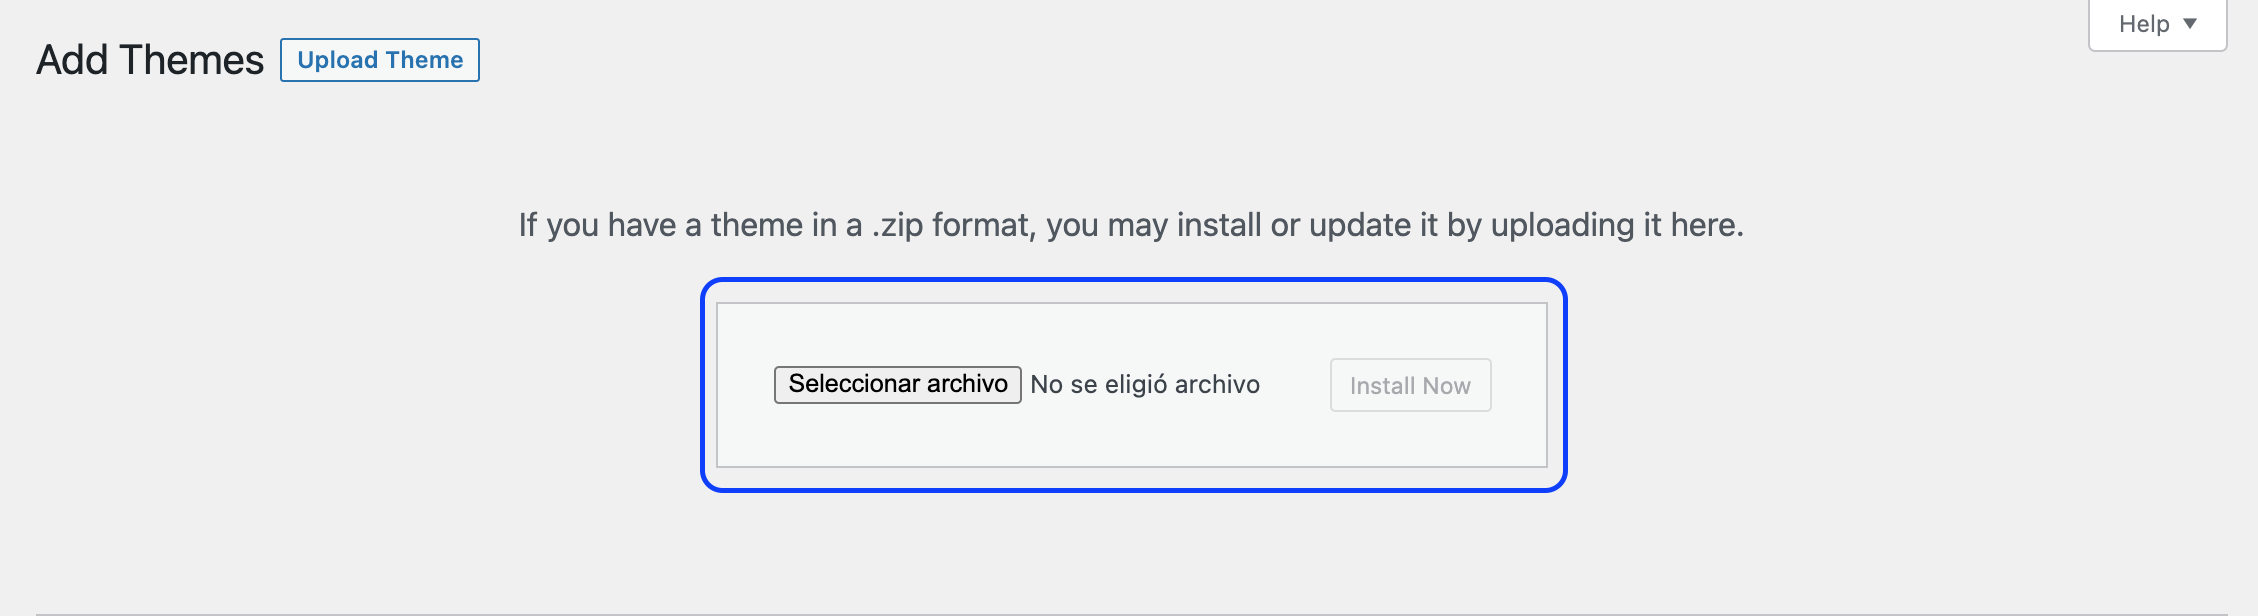 Help ▼
Add Themes Upload Theme
If you have a theme in a .zip format, you may install or update it by uploading it here.
Seleccionar archivo No se eligió archivo Install Now